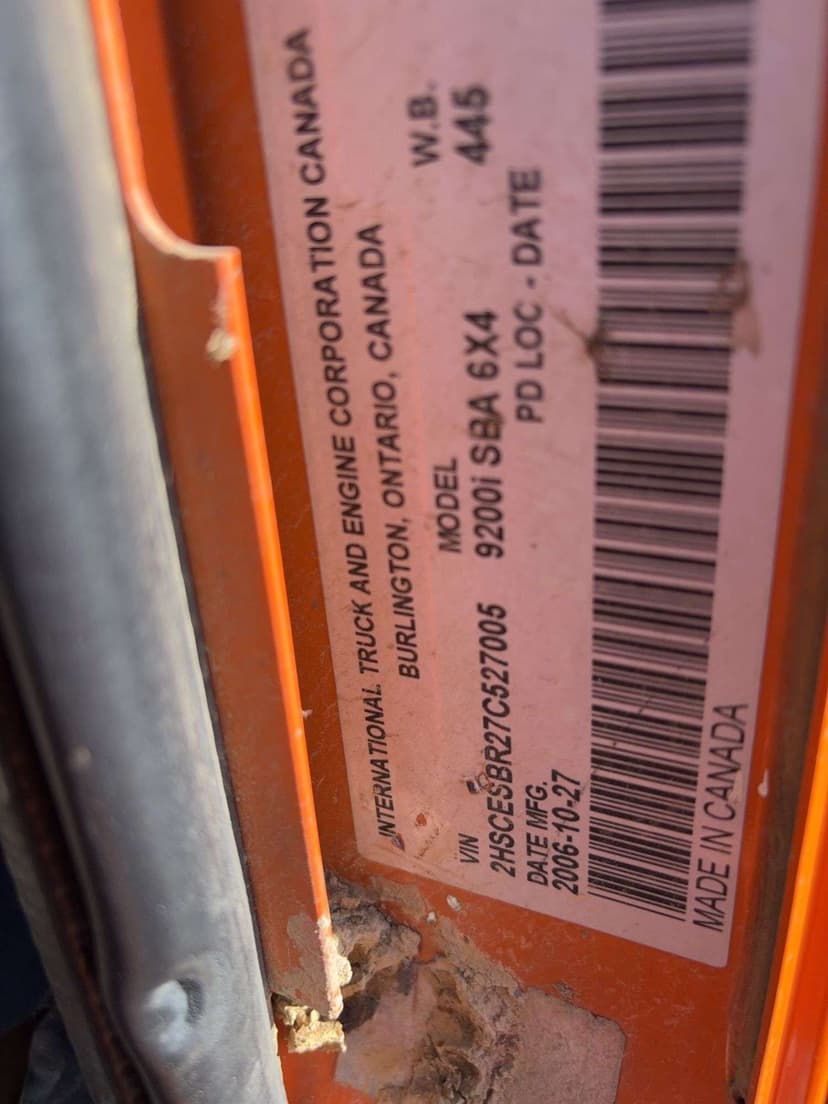 INTERNATIONAL TRUCK AND ENGINE CORPORATION CANADA
BURLINGTON, ONTARIO, CANADA
VIN MODEL W.B.
2HSCESBR27C527005 9200i SBA 6X4 445
DATE MFG. PD LOC - DATE
2006-10-27
MADE IN CANADA